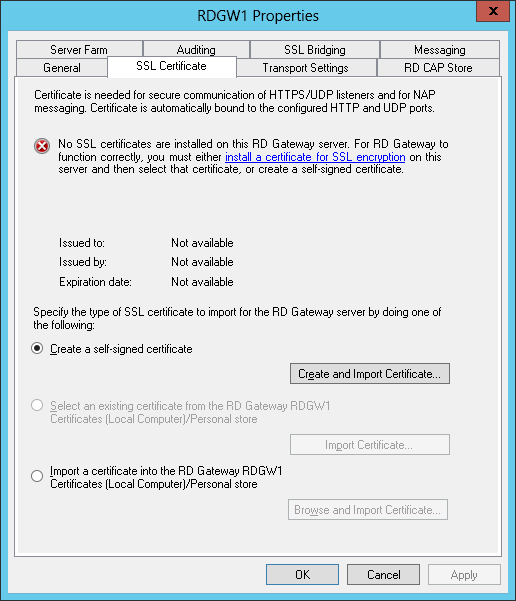 RDGW1 Properties
x
Server Farm
Auditing
SSL Bridging
Messaging
General
SSL Certificate
Transport Settings
RD CAP Store
Certificate is needed for secure communication of HTTPS/UDP listeners and for NAP
messaging. Certificate is automatically bound to the configured HTTP and UDP ports.
No SSL certificates are installed on this RD Gateway server. For RD Gateway to
function correctly, you must either install a certificate for SSL encryption on this
server and then select that certificate, or create a self-signed certificate.
Issued to: Not available
Issued by: Not available
Expiration date: Not available
Specify the type of SSL certificate to import for the RD Gateway server by doing one of
the following:
Create a self-signed certificate
Create and Import Certificate...
Select an existing certificate from the RD Gateway RDGW1
Certificates (Local Computer)/Personal store
Import Certificate...
Import a certificate into the RD Gateway RDGW1
Certificates (Local Computer)/Personal store
Browse and Import Certificate...
OK
Cancel
Apply